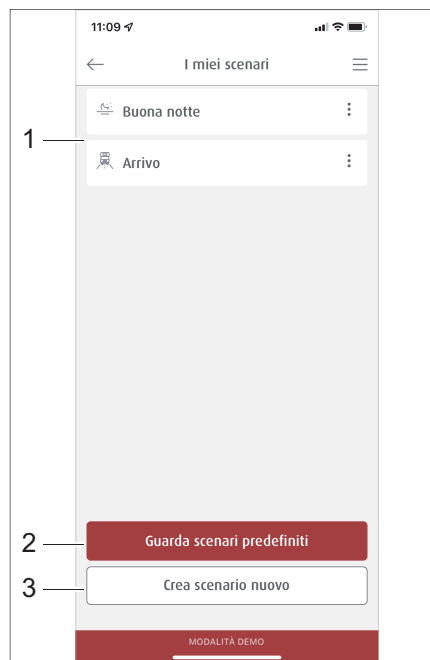 11:09
I miei scenari
1
Buona notte
Arrivo
2
Guarda scenari predefiniti
3
Crea scenario nuovo
MODALITÀ DEMO